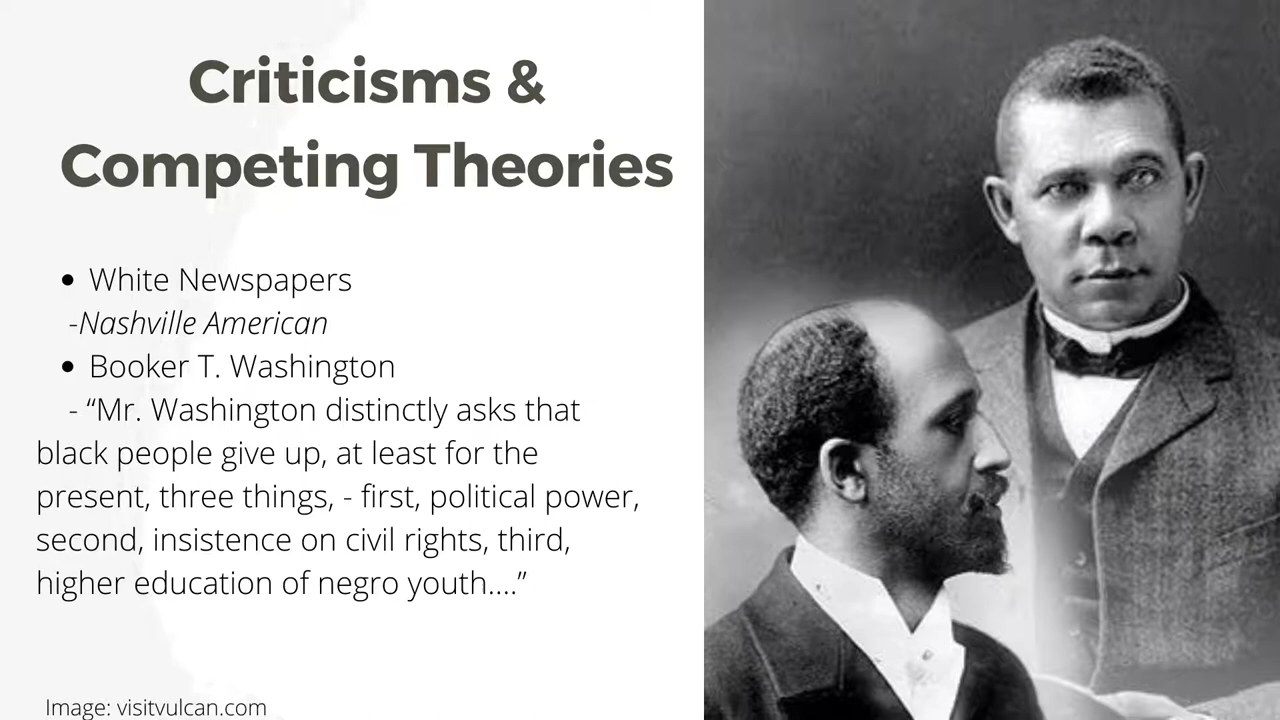 Criticisms &
Competing Theories
• White Newspapers
-Nashville American
• Booker T. Washington
- “Mr. Washington distinctly asks that
black people give up, at least for the
present, three things, - first, political power,
second, insistence on civil rights, third,
higher education of negro youth....”
Image: visitvulcan.com